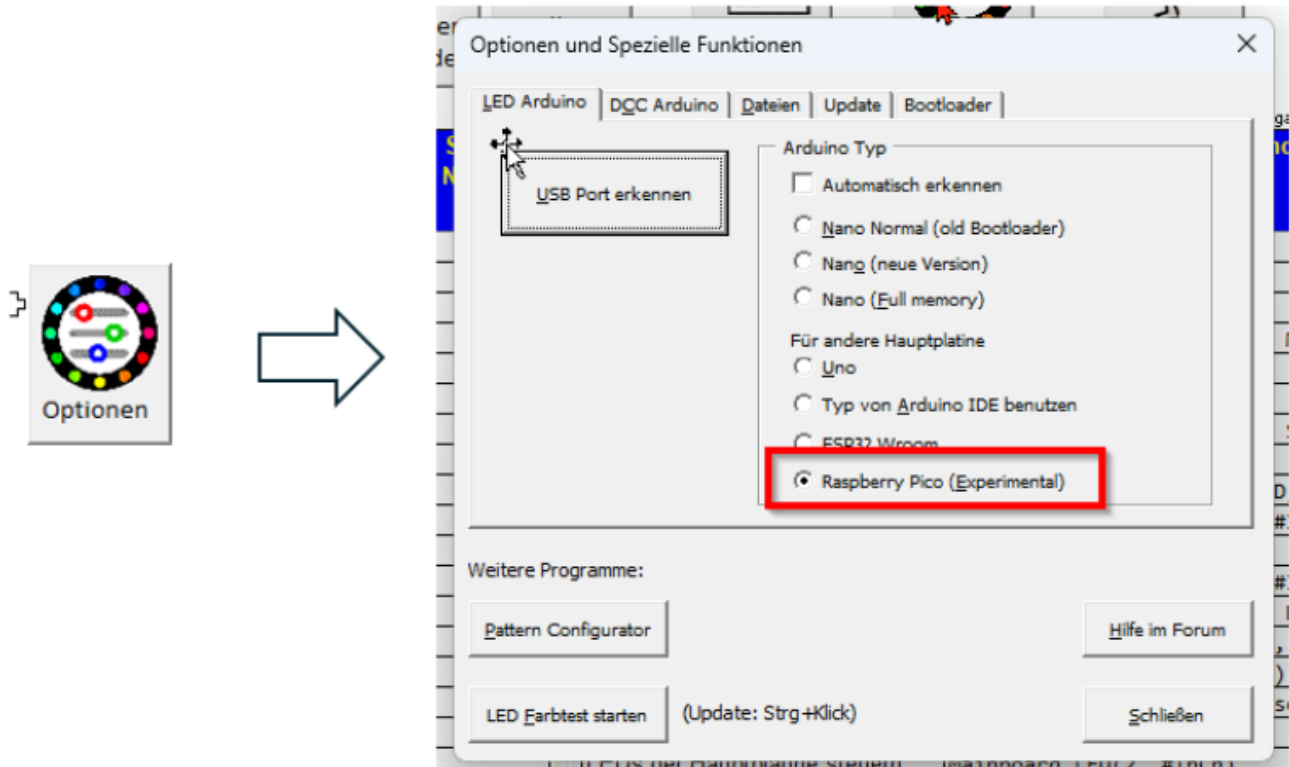 Optionen
Optionen und Spezielle Funktionen
LED Arduino
DCC Arduino
Dateien
Update
Bootloader
USB Port erkennen
Arduino Typ
Automatisch erkennen
Nano Normal (old Bootloader)
Nano (neue Version)
Nano (Full memory)
Für andere Hauptplatine
Uno
Typ von Arduino IDE benutzen
ESP32 Wroom
Raspberry Pico (Experimental)
Weitere Programme:
Pattern Configurator
Hilfe im Forum
LED Farbtest starten
(Update: Strg+Klick)
Schließen